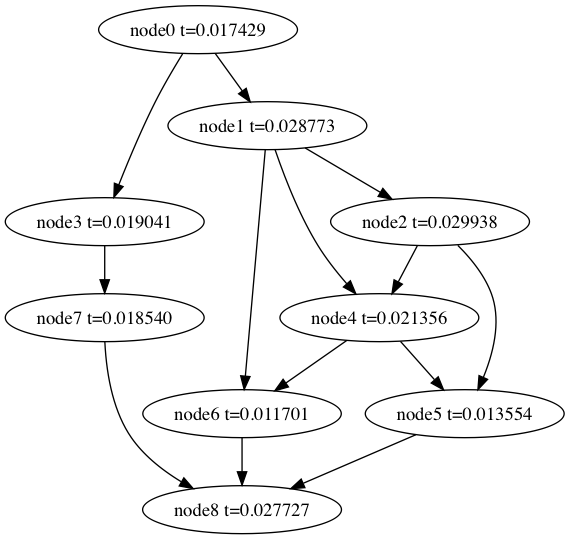 node0 t=0.017429
node1 t=0.028773
node3 t=0.019041
node2 t=0.029938
node7 t=0.018540
node4 t=0.021356
node6 t=0.011701
node5 t=0.013554
node8 t=0.027727